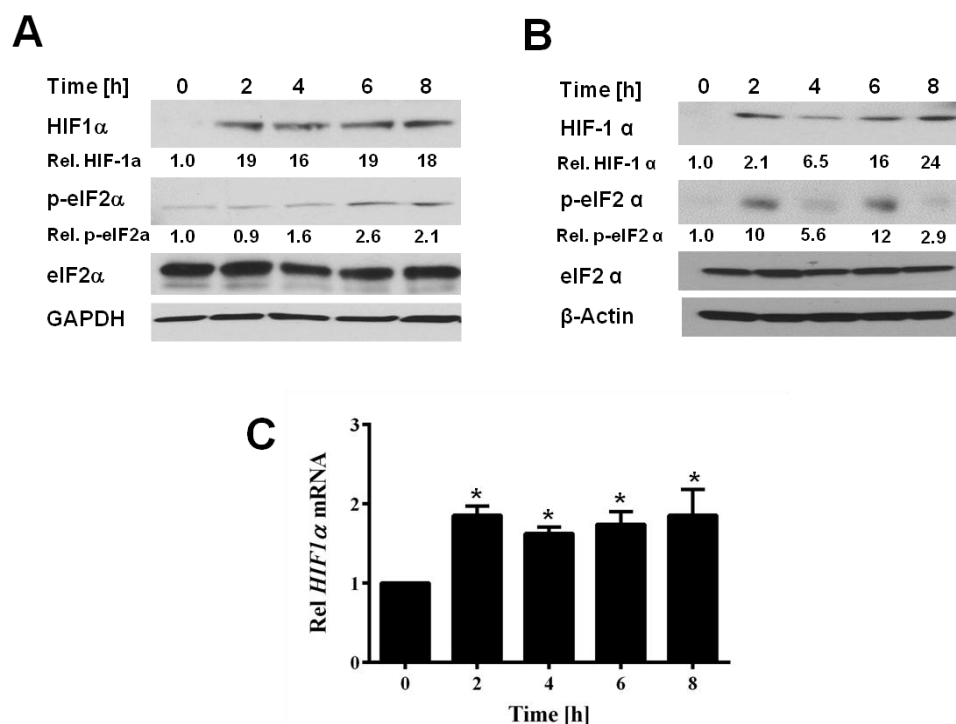 A
Time [h] 0 2 4 6 8
HIF1α
Rel. HIF-1a 1.0 19 16 19 18
p-eIF2α
Rel. p-eIF2a 1.0 0.9 1.6 2.6 2.1
eIF2α
GAPDH
B
Time [h] 0 2 4 6 8
HIF-1 α
Rel. HIF-1 α 1.0 2.1 6.5 16 24
p-eIF2 α
Rel. p-eIF2 α 1.0 10 5.6 12 2.9
eIF2 α
β-Actin
C
Rel HIF1α mRNA
3
2
1
0
* * * *
0 2 4 6 8
Time [h]